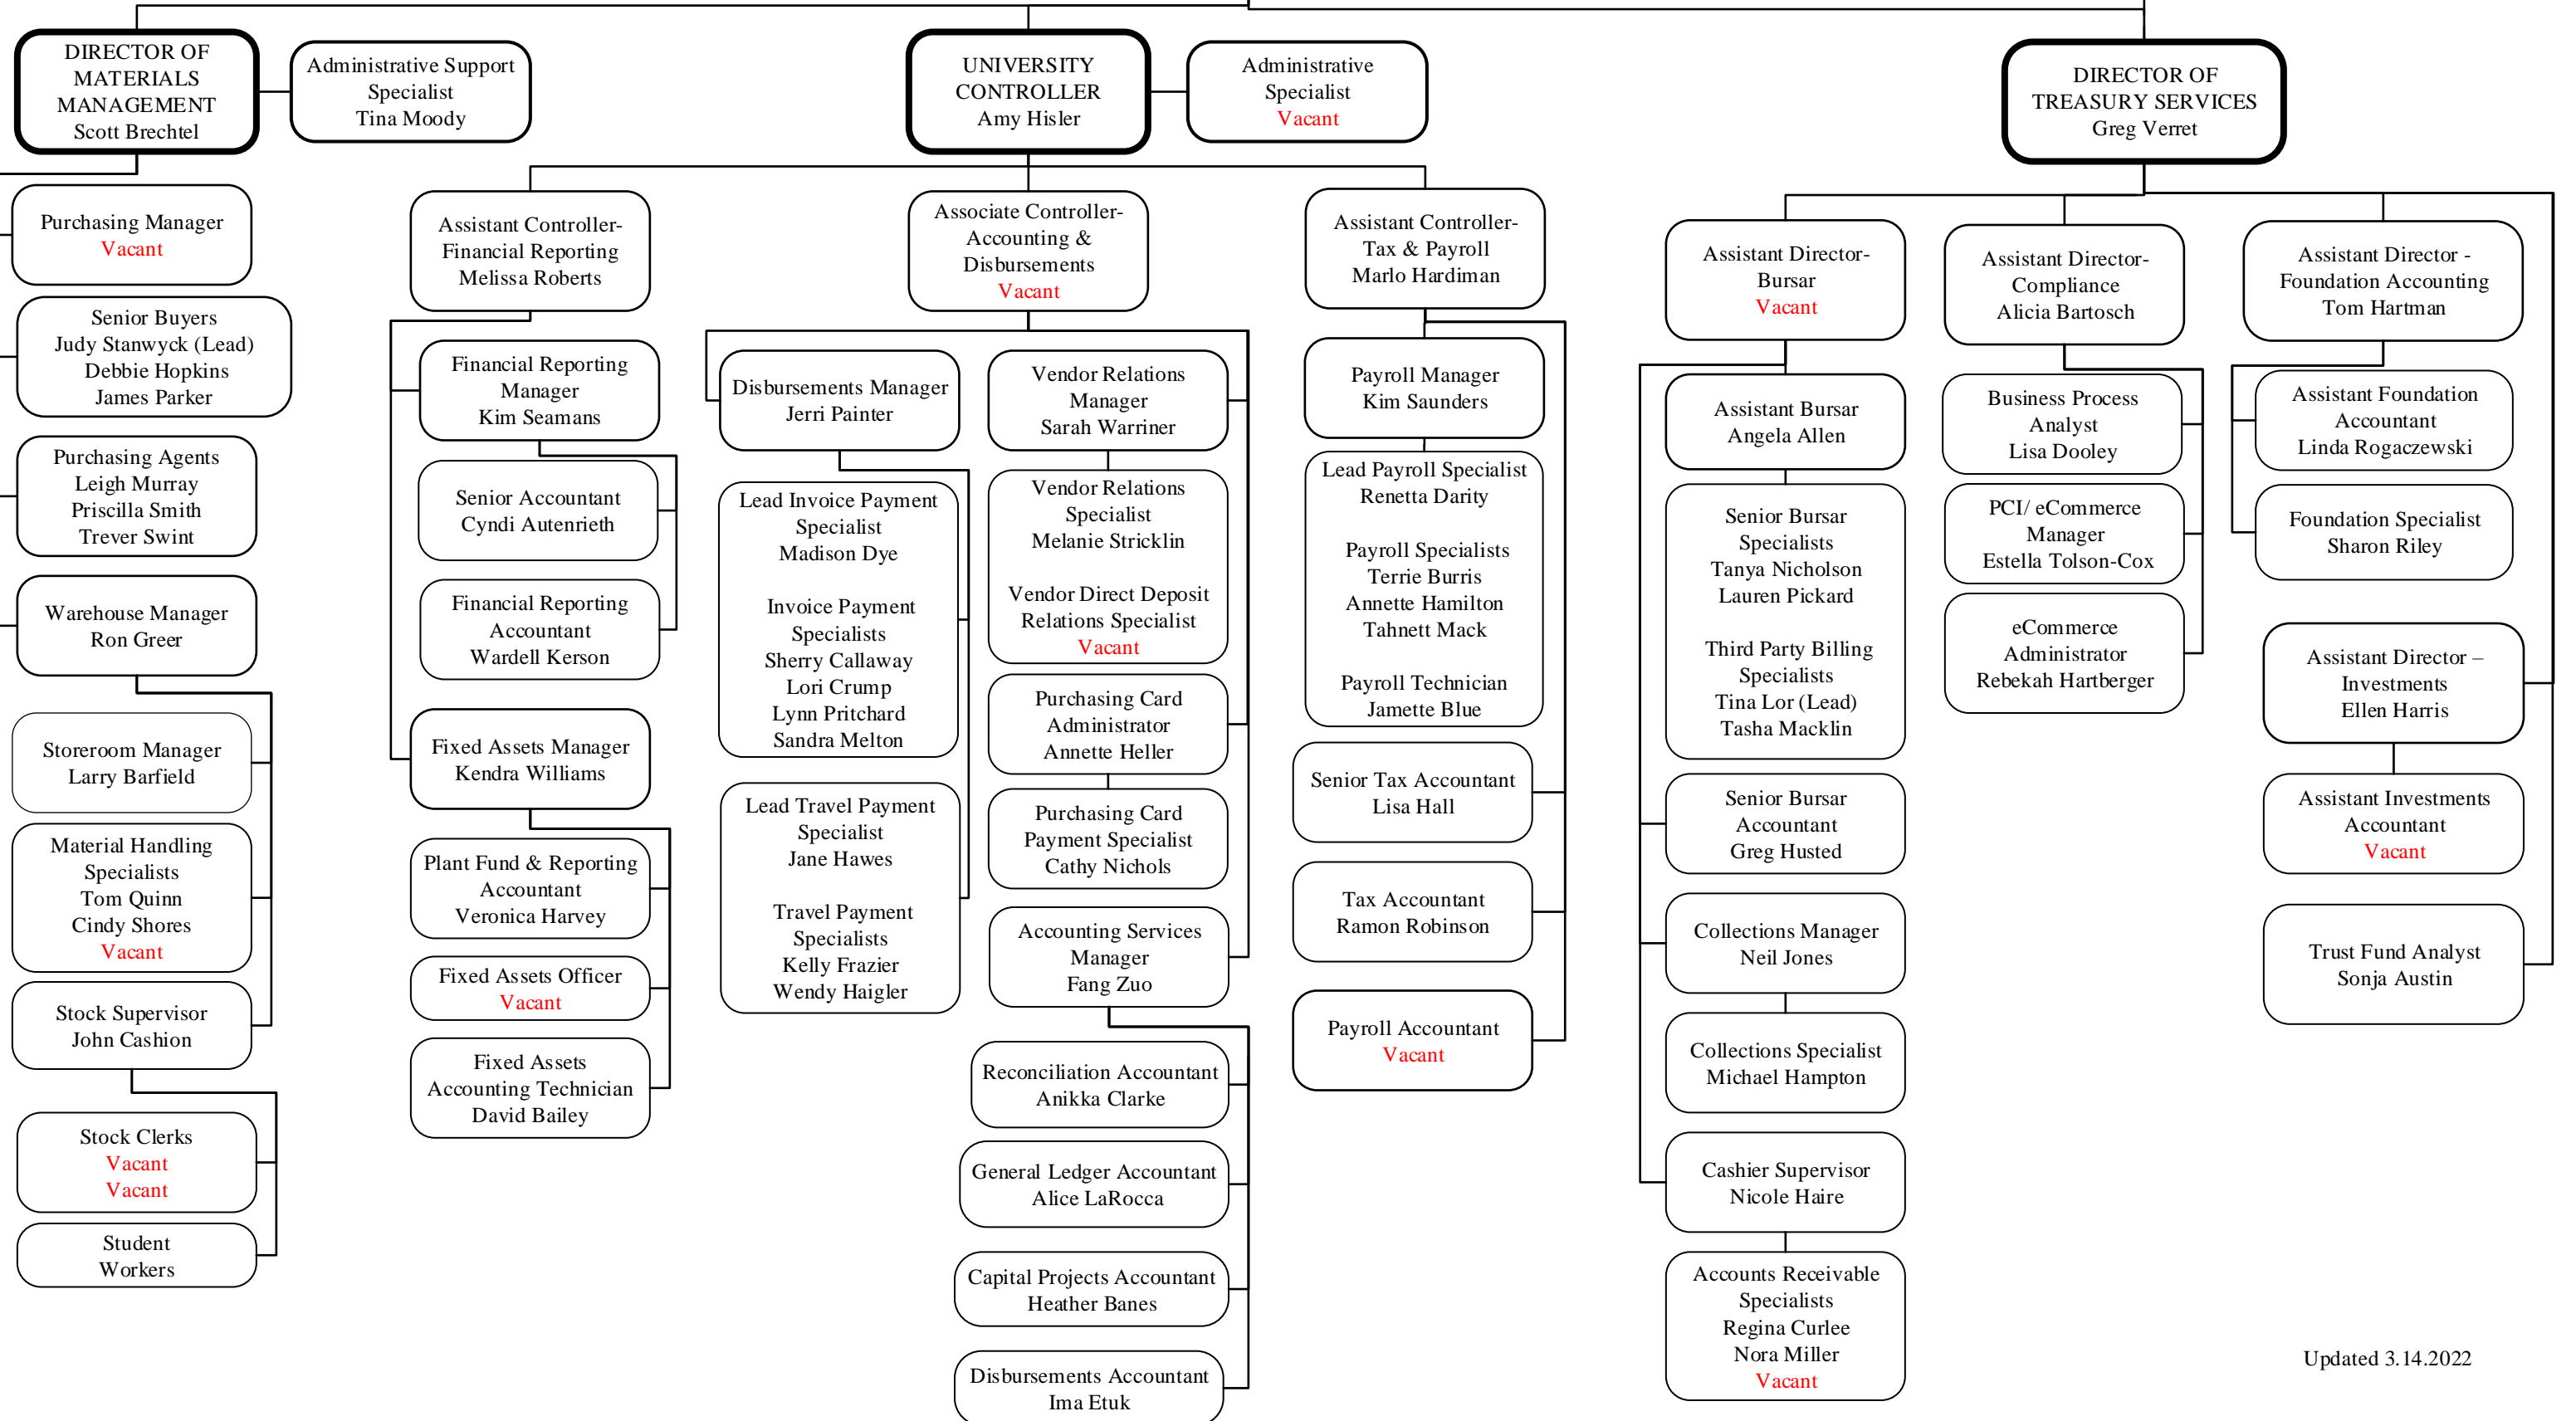 DIRECTOR OF
MATERIALS
MANAGEMENT
Scott Brechtel
Administrative Support
Specialist
Tina Moody
UNIVERSITY
CONTROLLER
Amy Hisler
Administrative
Specialist
Vacant
DIRECTOR OF
TREASURY SERVICES
Greg Verret
Purchasing Manager
Vacant
Senior Buyers
Judy Stanwyck (Lead)
Debbie Hopkins
James Parker
Purchasing Agents
Leigh Murray
Priscilla Smith
Trever Swint
Warehouse Manager
Ron Greer
Storeroom Manager
Larry Barfield
Material Handling
Specialists
Tom Quinn
Cindy Shores
Vacant
Stock Supervisor
John Cashion
Stock Clerks
Vacant
Vacant
Student
Workers
Assistant Controller-
Financial Reporting
Melissa Roberts
Financial Reporting
Manager
Kim Seamans
Senior Accountant
Cyndi Autenrieth
Financial Reporting
Accountant
Wardell Kerson
Fixed Assets Manager
Kendra Williams
Plant Fund & Reporting
Accountant
Veronica Harvey
Fixed Assets Officer
Vacant
Fixed Assets
Accounting Technician
David Bailey
Associate Controller-
Accounting &
Disbursements
Vacant
Disbursements Manager
Jerri Painter
Lead Invoice Payment
Specialist
Madison Dye
Invoice Payment
Specialists
Sherry Callaway
Lori Crump
Lynn Pritchard
Sandra Melton
Lead Travel Payment
Specialist
Jane Hawes
Travel Payment
Specialists
Kelly Frazier
Wendy Haigler
Vendor Relations
Manager
Sarah Warriner
Vendor Relations
Specialist
Melanie Stricklin
Vendor Direct Deposit
Relations Specialist
Vacant
Purchasing Card
Administrator
Annette Heller
Purchasing Card
Payment Specialist
Cathy Nichols
Accounting Services
Manager
Fang Zuo
Reconciliation Accountant
Anikka Clarke
General Ledger Accountant
Alice LaRocca
Capital Projects Accountant
Heather Banes
Disbursements Accountant
Ima Etuk
Assistant Controller-
Tax & Payroll
Marlo Hardiman
Payroll Manager
Kim Saunders
Lead Payroll Specialist
Renetta Darity
Payroll Specialists
Terrie Burris
Annette Hamilton
Tahnett Mack
Payroll Technician
Jamette Blue
Senior Tax Accountant
Lisa Hall
Tax Accountant
Ramon Robinson
Payroll Accountant
Vacant
Assistant Director-
Bursar
Vacant
Assistant Bursar
Angela Allen
Senior Bursar
Specialists
Tanya Nicholson
Lauren Pickard
Third Party Billing
Specialists
Tina Lor (Lead)
Tasha Macklin
Senior Bursar
Accountant
Greg Husted
Collections Manager
Neil Jones
Collections Specialist
Michael Hampton
Cashier Supervisor
Nicole Haire
Accounts Receivable
Specialists
Regina Curlee
Nora Miller
Vacant
Assistant Director-
Compliance
Alicia Bartosch
Business Process
Analyst
Lisa Dooley
PCI/ eCommerce
Manager
Estella Tolson-Cox
eCommerce
Administrator
Rebekah Hartberger
Assistant Director -
Foundation Accounting
Tom Hartman
Assistant Foundation
Accountant
Linda Rogaczewski
Foundation Specialist
Sharon Riley
Assistant Director –
Investments
Ellen Harris
Assistant Investments
Accountant
Vacant
Trust Fund Analyst
Sonja Austin
Updated 3.14.2022